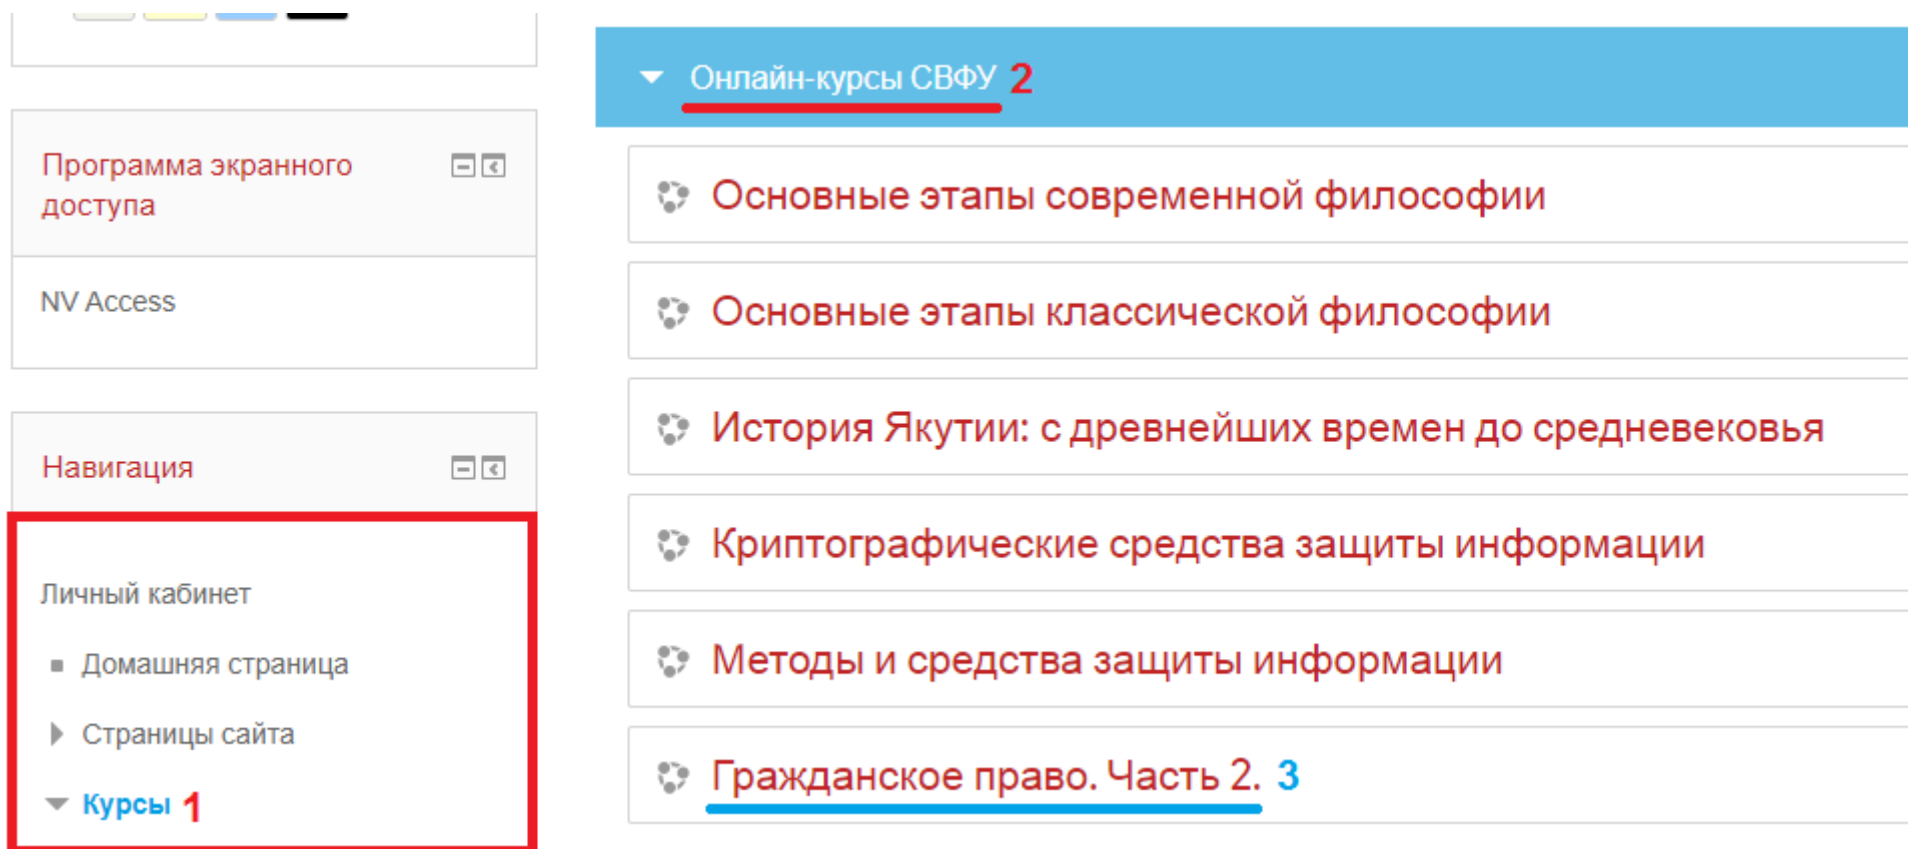 Программа экранного
доступа
NV Access
Навигация
Личный кабинет
Домашняя страница
Страницы сайта
Курсы 1
Онлайн-курсы СВФУ 2
Основные этапы современной философии
Основные этапы классической философии
История Якутии: с древнейших времен до средневековья
Криптографические средства защиты информации
Методы и средства защиты информации
Гражданское право. Часть 2. 3